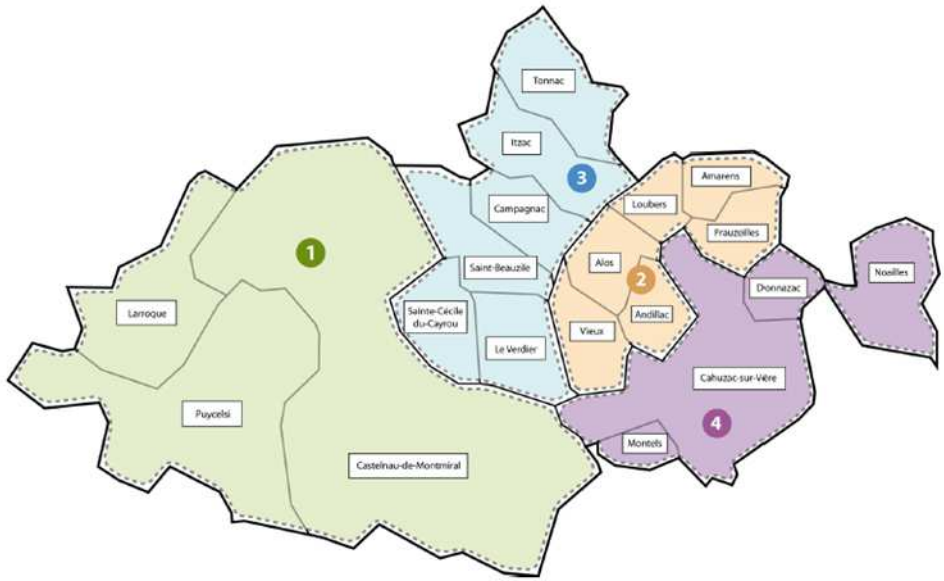 Tonnac
Itzac
3
Campagnac
Saint-Beauzile
Sainte-Cécile
du-Cayrou
Le Verdier
Amarens
Loubers
Frauzeilles
Alos
2
Andillac
Vieux
1
Larroque
Puycelsi
Castelnau-de-Montmiral
Noailles
Donnazac
Cahuzac-sur-Vère
4
Montels